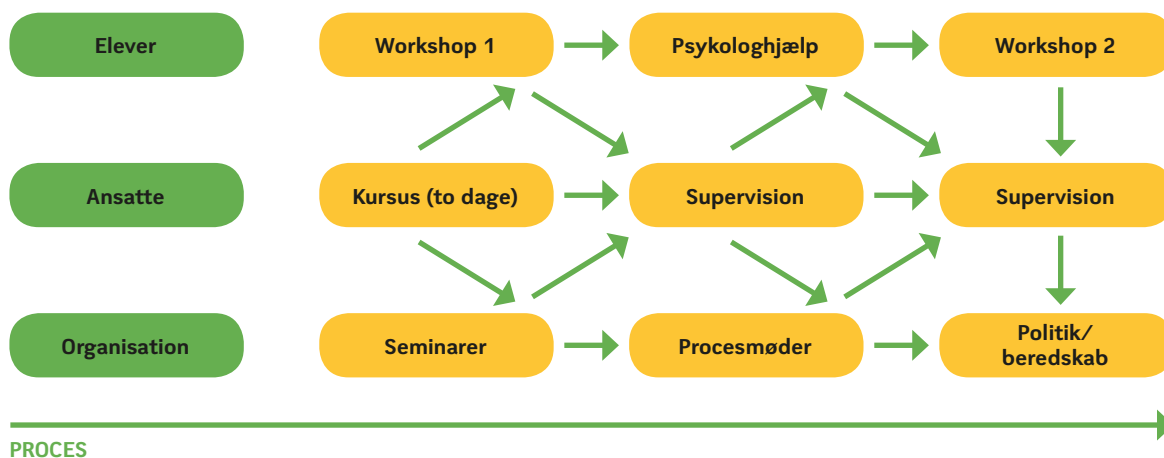 Elever
Workshop 1
Psykologhjælp
Workshop 2
Ansatte
Kursus (to dage)
Supervision
Supervision
Organisation
Seminarer
Procesmøder
Politik/
beredskab
PROCES